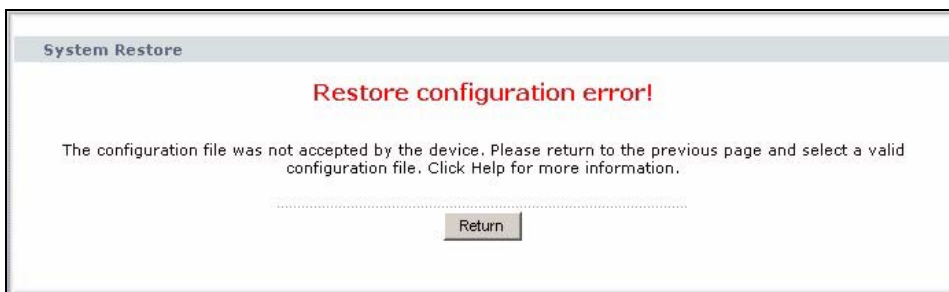 System Restore
Restore configuration error!
The configuration file was not accepted by the device. Please return to the previous page and select a valid
configuration file. Click Help for more information.
Return